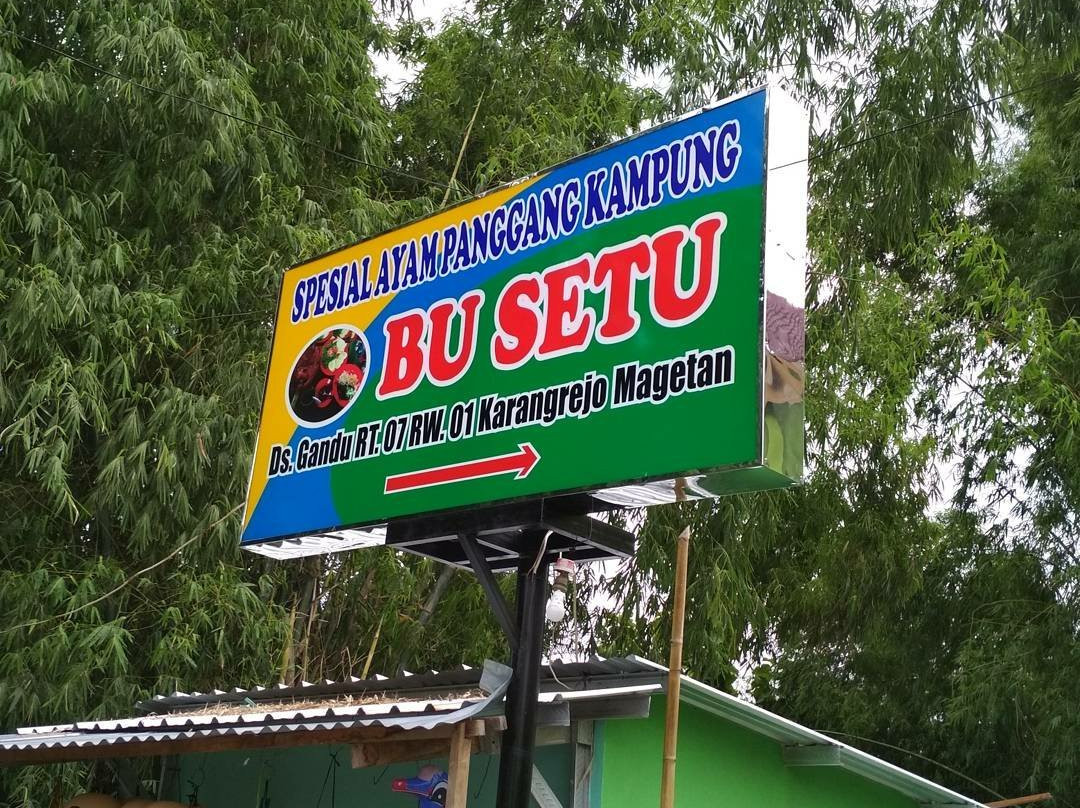 SPESIAL AYAM PANGGANG KAMPUNG
BU SETU
Ds. Gandu RT. 07 RW. 01 Karangrejo Magetan